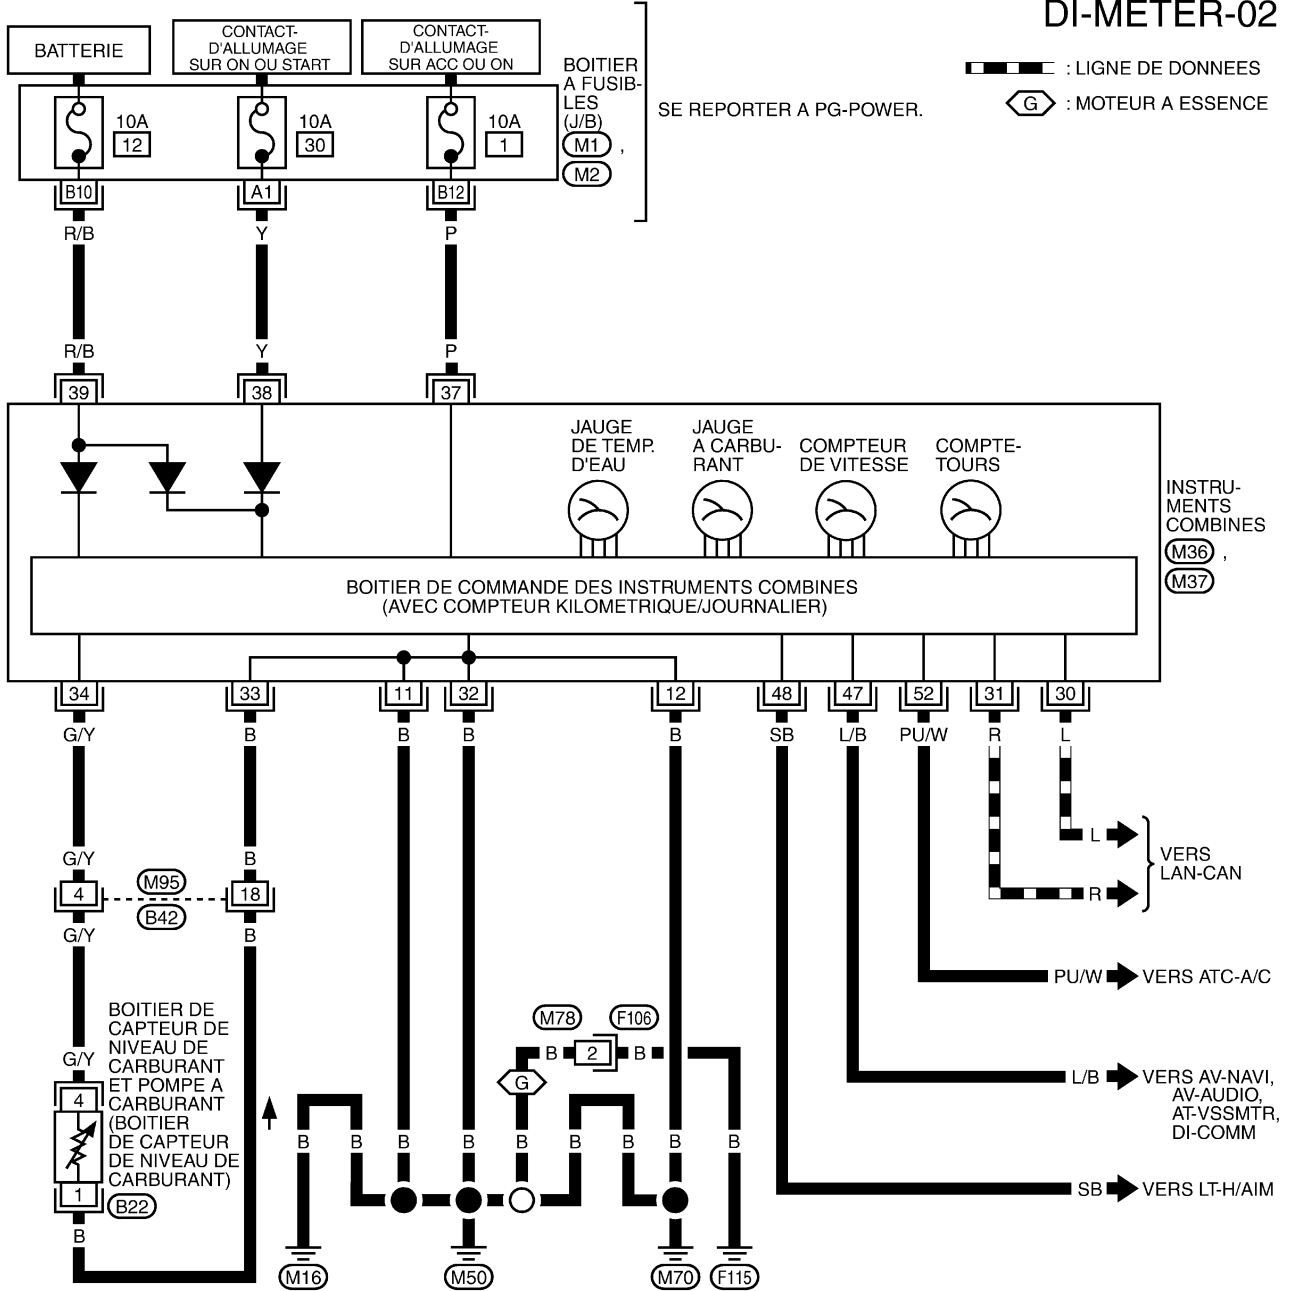 DI-METER-02
: LIGNE DE DONNEES
G : MOTEUR A ESSENCE
BATTERIE
CONTACT-
D'ALLUMAGE
SUR ON OU START
CONTACT-
D'ALLUMAGE
SUR ACC OU ON
BOITIER
A FUSIB-
LES
(J/B)
M1 ,
M2
SE REPORTER A PG-POWER.
10A
12
10A
30
10A
1
B10 A1 B12
R/B Y P
R/B Y P
39 38 37
JAUGE
DE TEMP.
D'EAU
JAUGE
A CARBU-
RANT
COMPTEUR
DE VITESSE
COMPTE-
TOURS
INSTRU-
MENTS
COMBINES
M36 ,
M37
BOITIER DE COMMANDE DES INSTRUMENTS COMBINES
(AVEC COMPTEUR KILOMETRIQUE/JOURNALIER)
34 33 11 32 12 48 47 52 31 30
G/Y B B B B SB L/B PU/W R L
L
R
VERS
LAN-CAN
G/Y B
4 M95 18
B42
G/Y B
PU/W VERS ATC-A/C
BOITIER DE
CAPTEUR DE
NIVEAU DE
CARBURANT
ET POMPE A
CARBURANT
(BOITIER
DE CAPTEUR
DE NIVEAU DE
CARBURANT)
G/Y
4
1
B22
B
M78 F106
B 2 B
G
L/B VERS AV-NAVI,
AV-AUDIO,
AT-VSSMTR,
DI-COMM
B B B B B B B B B
SB VERS LT-H/AIM
M16 M50 M70 F115